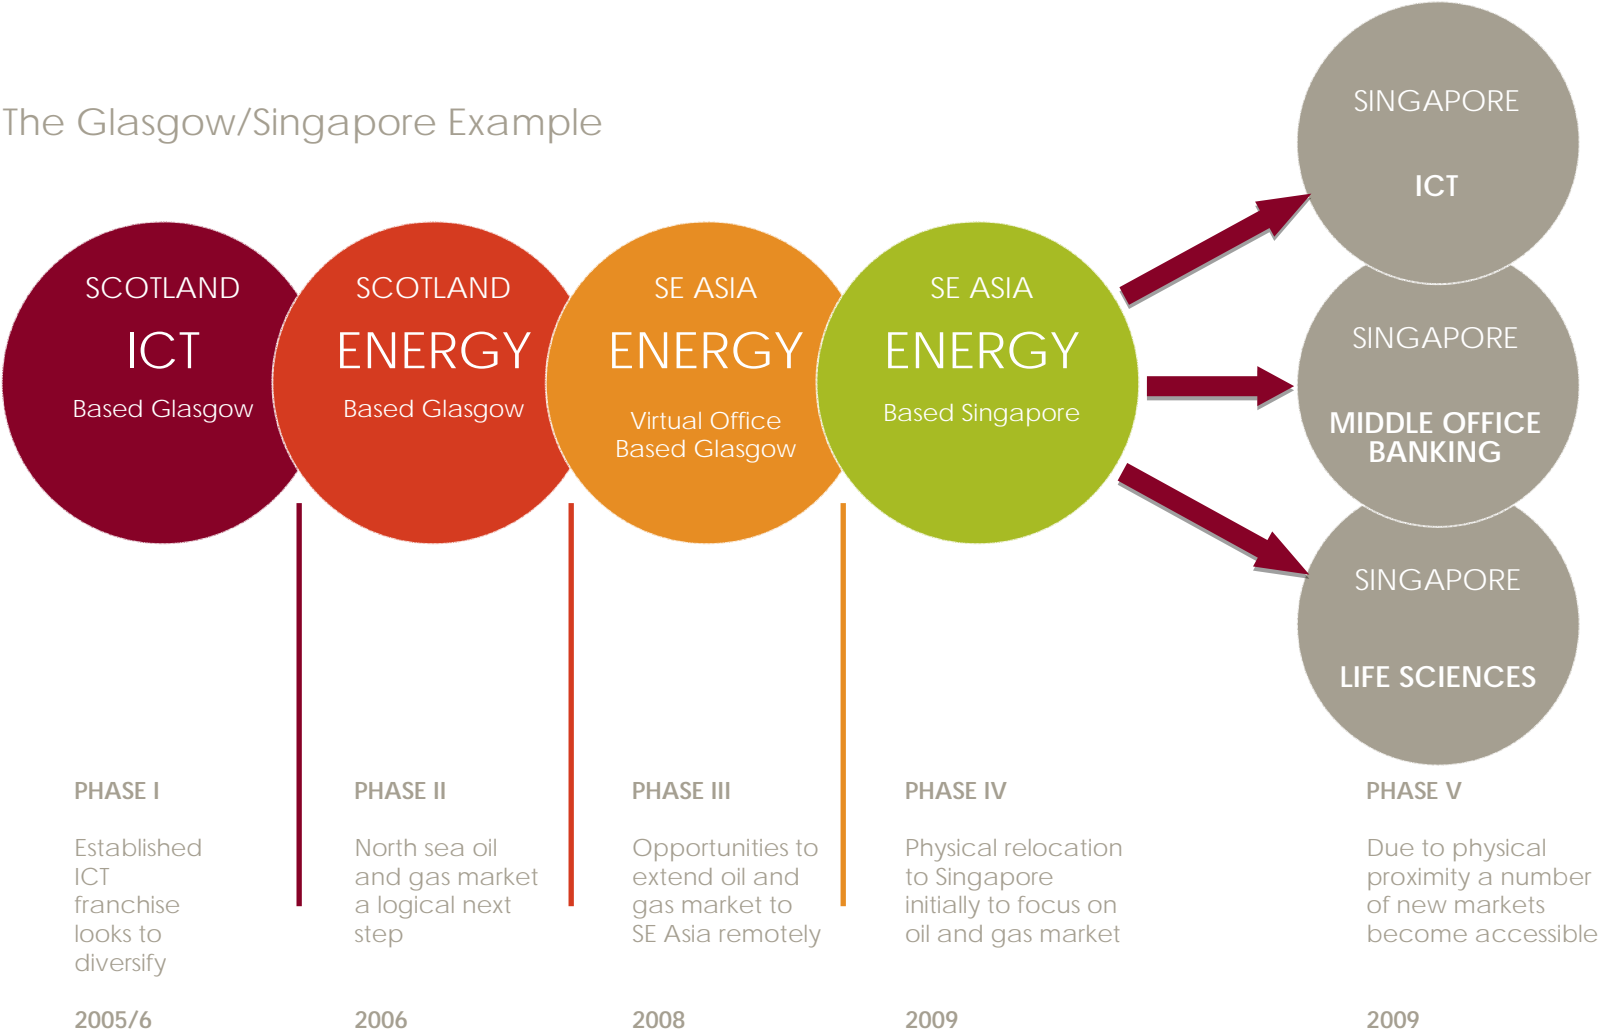 The Glasgow/Singapore Example
SCOTLAND
ICT
Based Glasgow
SCOTLAND
ENERGY
Based Glasgow
SE ASIA
ENERGY
Virtual Office
Based Glasgow
SE ASIA
ENERGY
Based Singapore
SINGAPORE
ICT
SINGAPORE
MIDDLE OFFICE
BANKING
SINGAPORE
LIFE SCIENCES
PHASE I
Established
ICT
franchise
looks to
diversify
2005/6
PHASE II
North sea oil
and gas market
a logical next
step
2006
PHASE III
Opportunities to
extend oil and
gas market to
SE Asia remotely
2008
PHASE IV
Physical relocation
to Singapore
initially to focus on
oil and gas market
2009
PHASE V
Due to physical
proximity a number
of new markets
become accessible
2009